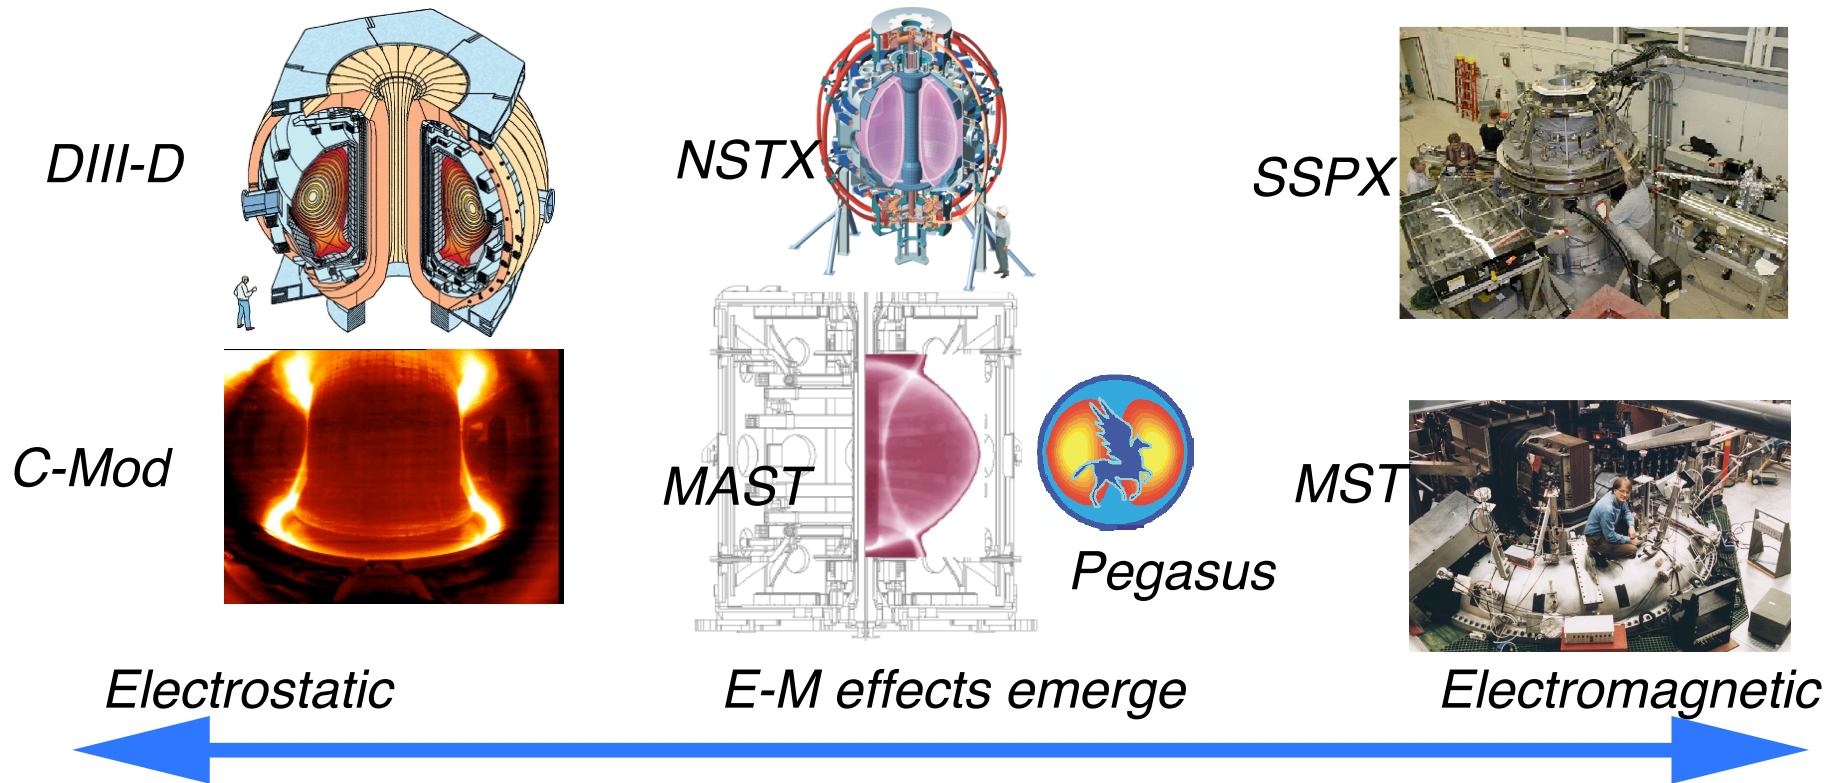 DIII-D
NSTX
SSPX
C-Mod
MAST
Pegasus
MST
Electrostatic
E-M effects emerge
Electromagnetic